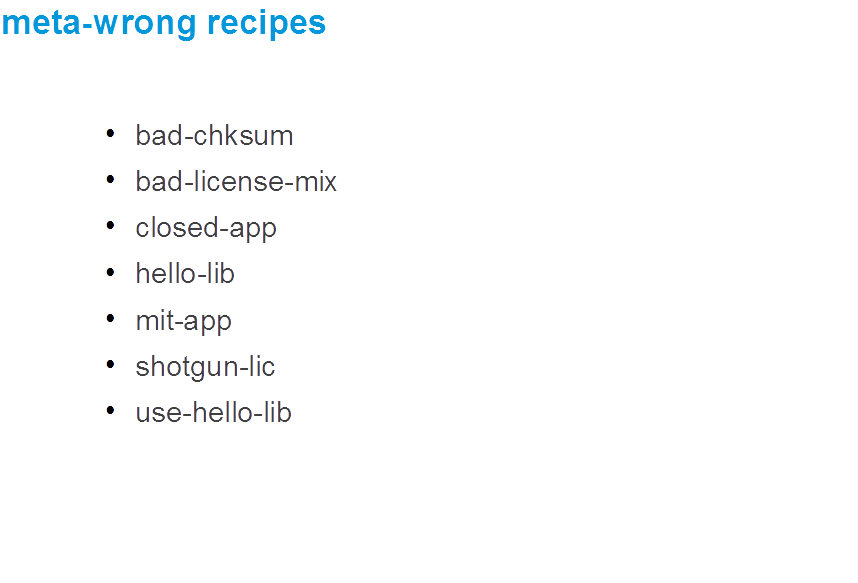 meta-wrong recipes
• bad-chksum
• bad-license-mix
• closed-app
• hello-lib
• mit-app
• shotgun-lic
• use-hello-lib